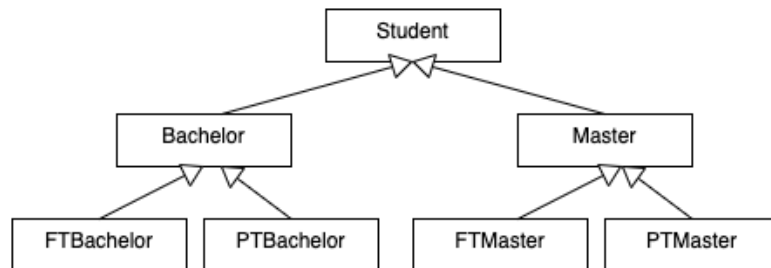 Student
Bachelor
Master
FTBachelor
PTBachelor
FTMaster
PTMaster